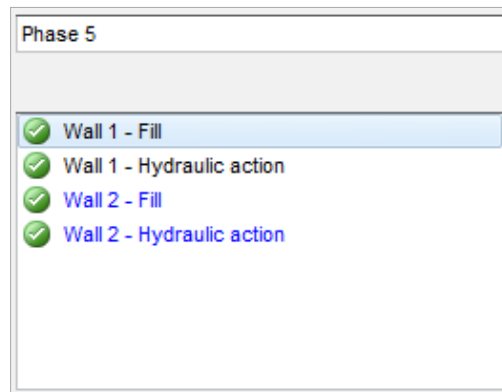 Phase 5
Wall 1 - Fill
Wall 1 - Hydraulic action
Wall 2 - Fill
Wall 2 - Hydraulic action